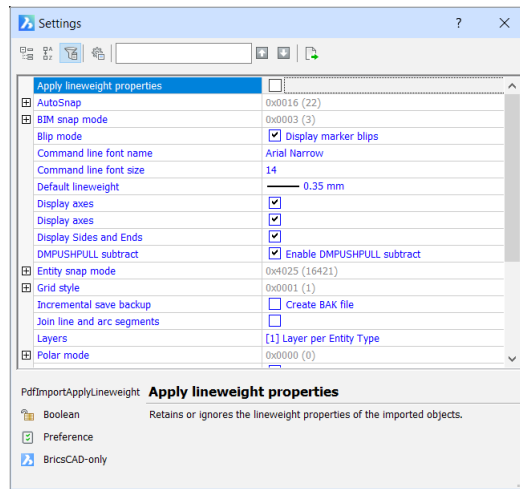 Settings
?
Apply lineweight properties
AutoSnap 0x0016 (22)
BIM snap mode 0x0003 (3)
Blip mode Display marker blips
Command line font name Arial Narrow
Command line font size 14
Default lineweight 0.35 mm
Display axes
Display axes
Display Sides and Ends
DMPUSHPULL subtract Enable DMPUSHPULL subtract
Entity snap mode 0x4025 (16421)
Grid style 0x0001 (1)
Incremental save backup Create BAK file
Join line and arc segments
Layers [1] Layer per Entity Type
Polar mode 0x0000 (0)
PdfImportApplyLineweight Apply lineweight properties
Boolean Retains or ignores the lineweight properties of the imported objects.
Preference
BricsCAD-only